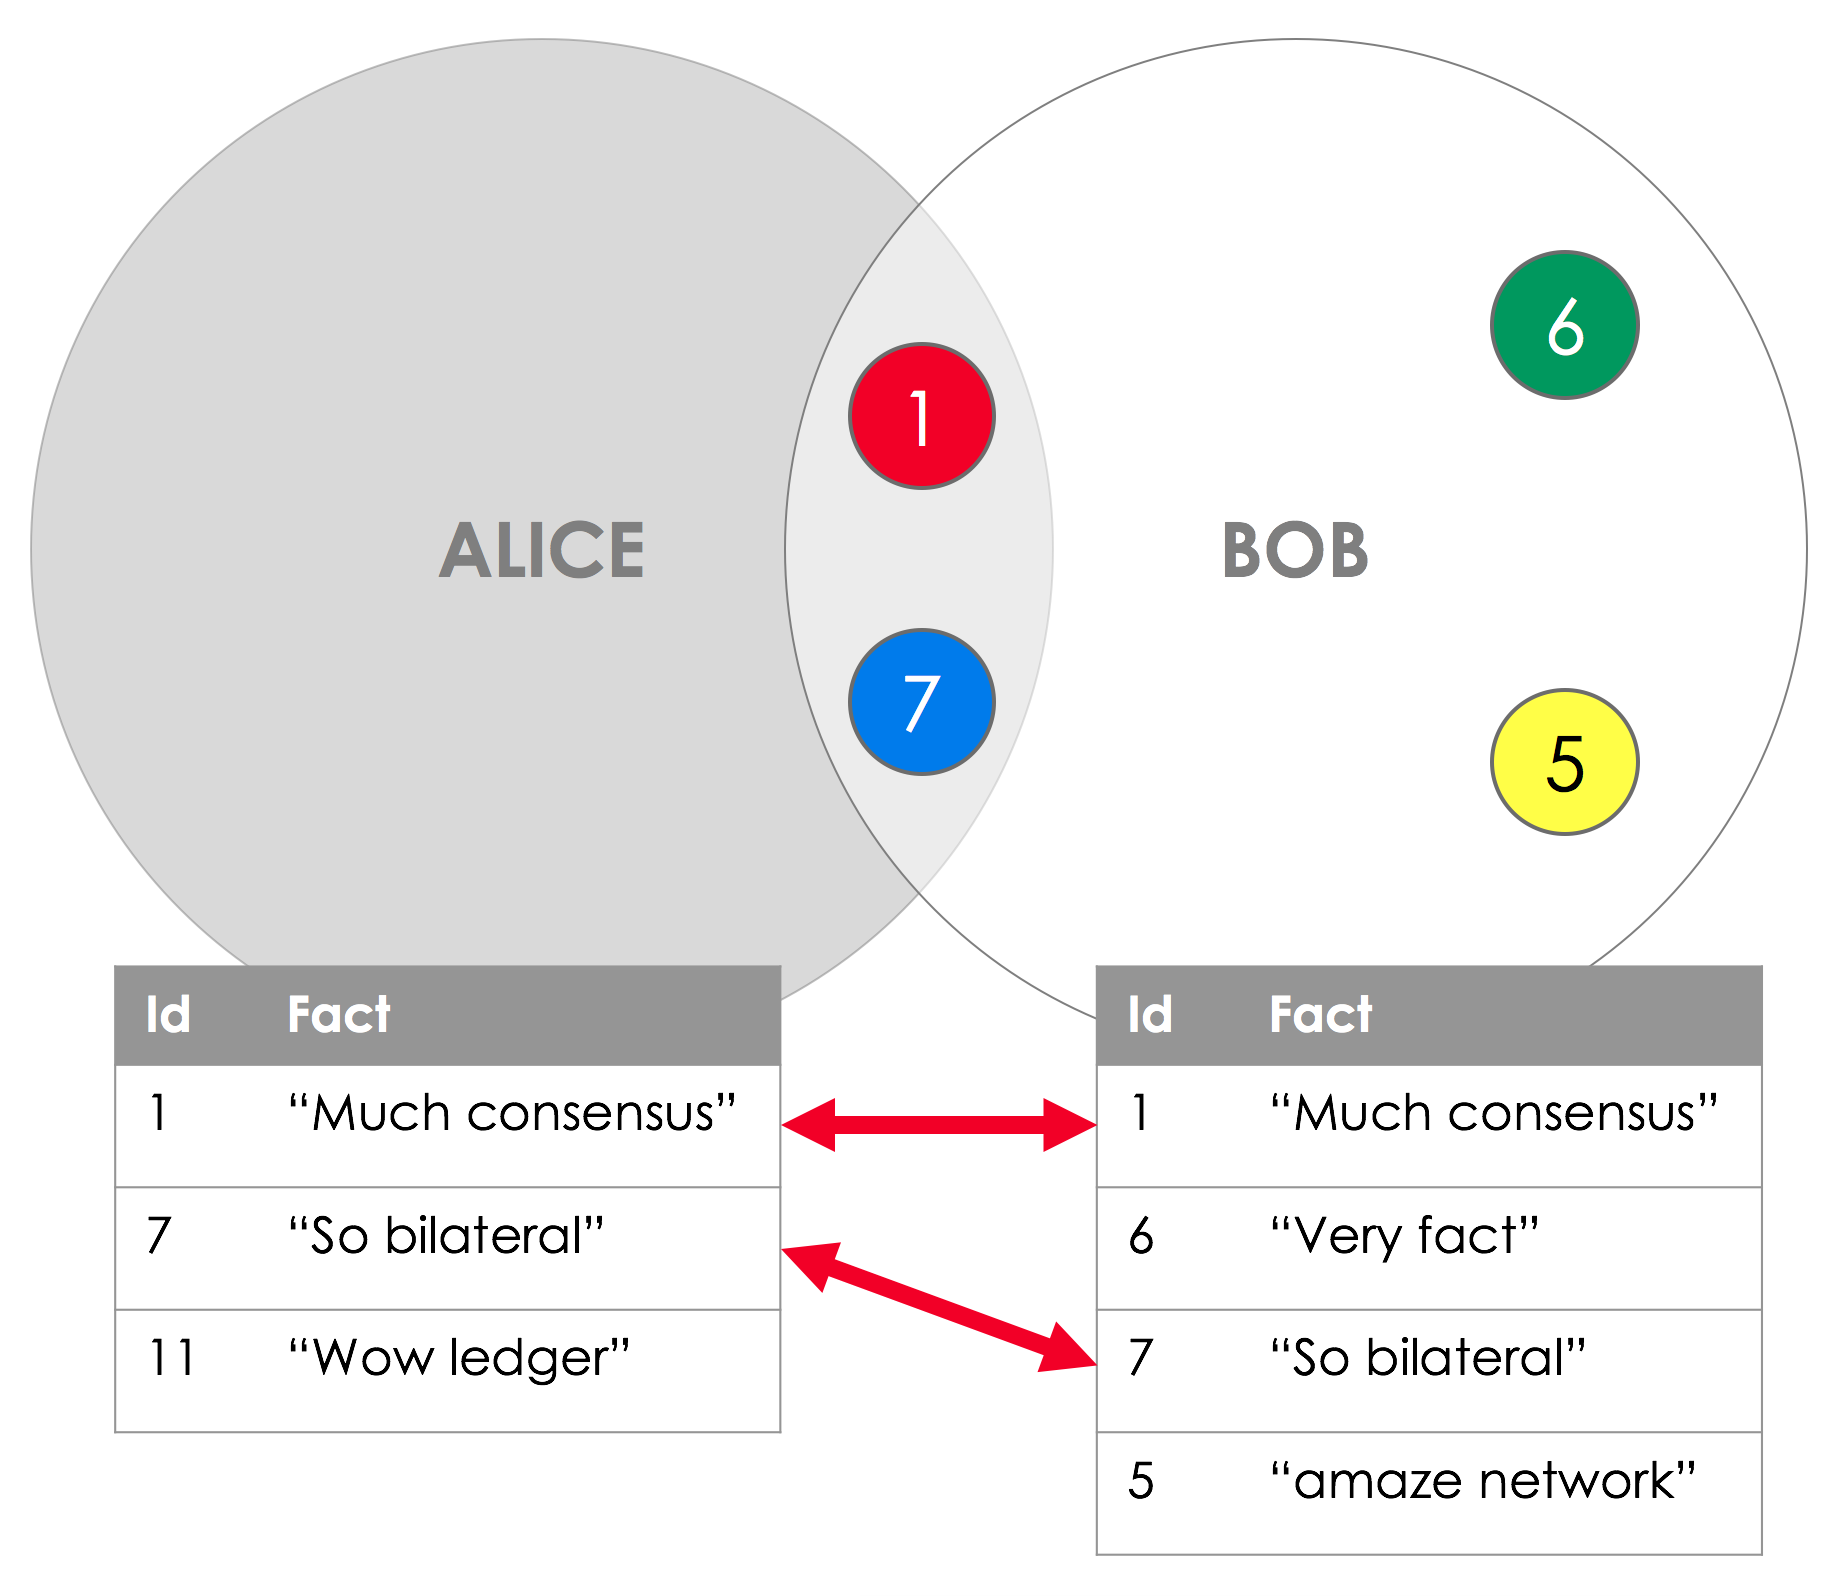 1
6
ALICE
BOB
7
5
Id Fact
1 “Much consensus”
7 “So bilateral”
11 “Wow ledger”
Id Fact
1 “Much consensus”
6 “Very fact”
7 “So bilateral”
5 “amaze network”